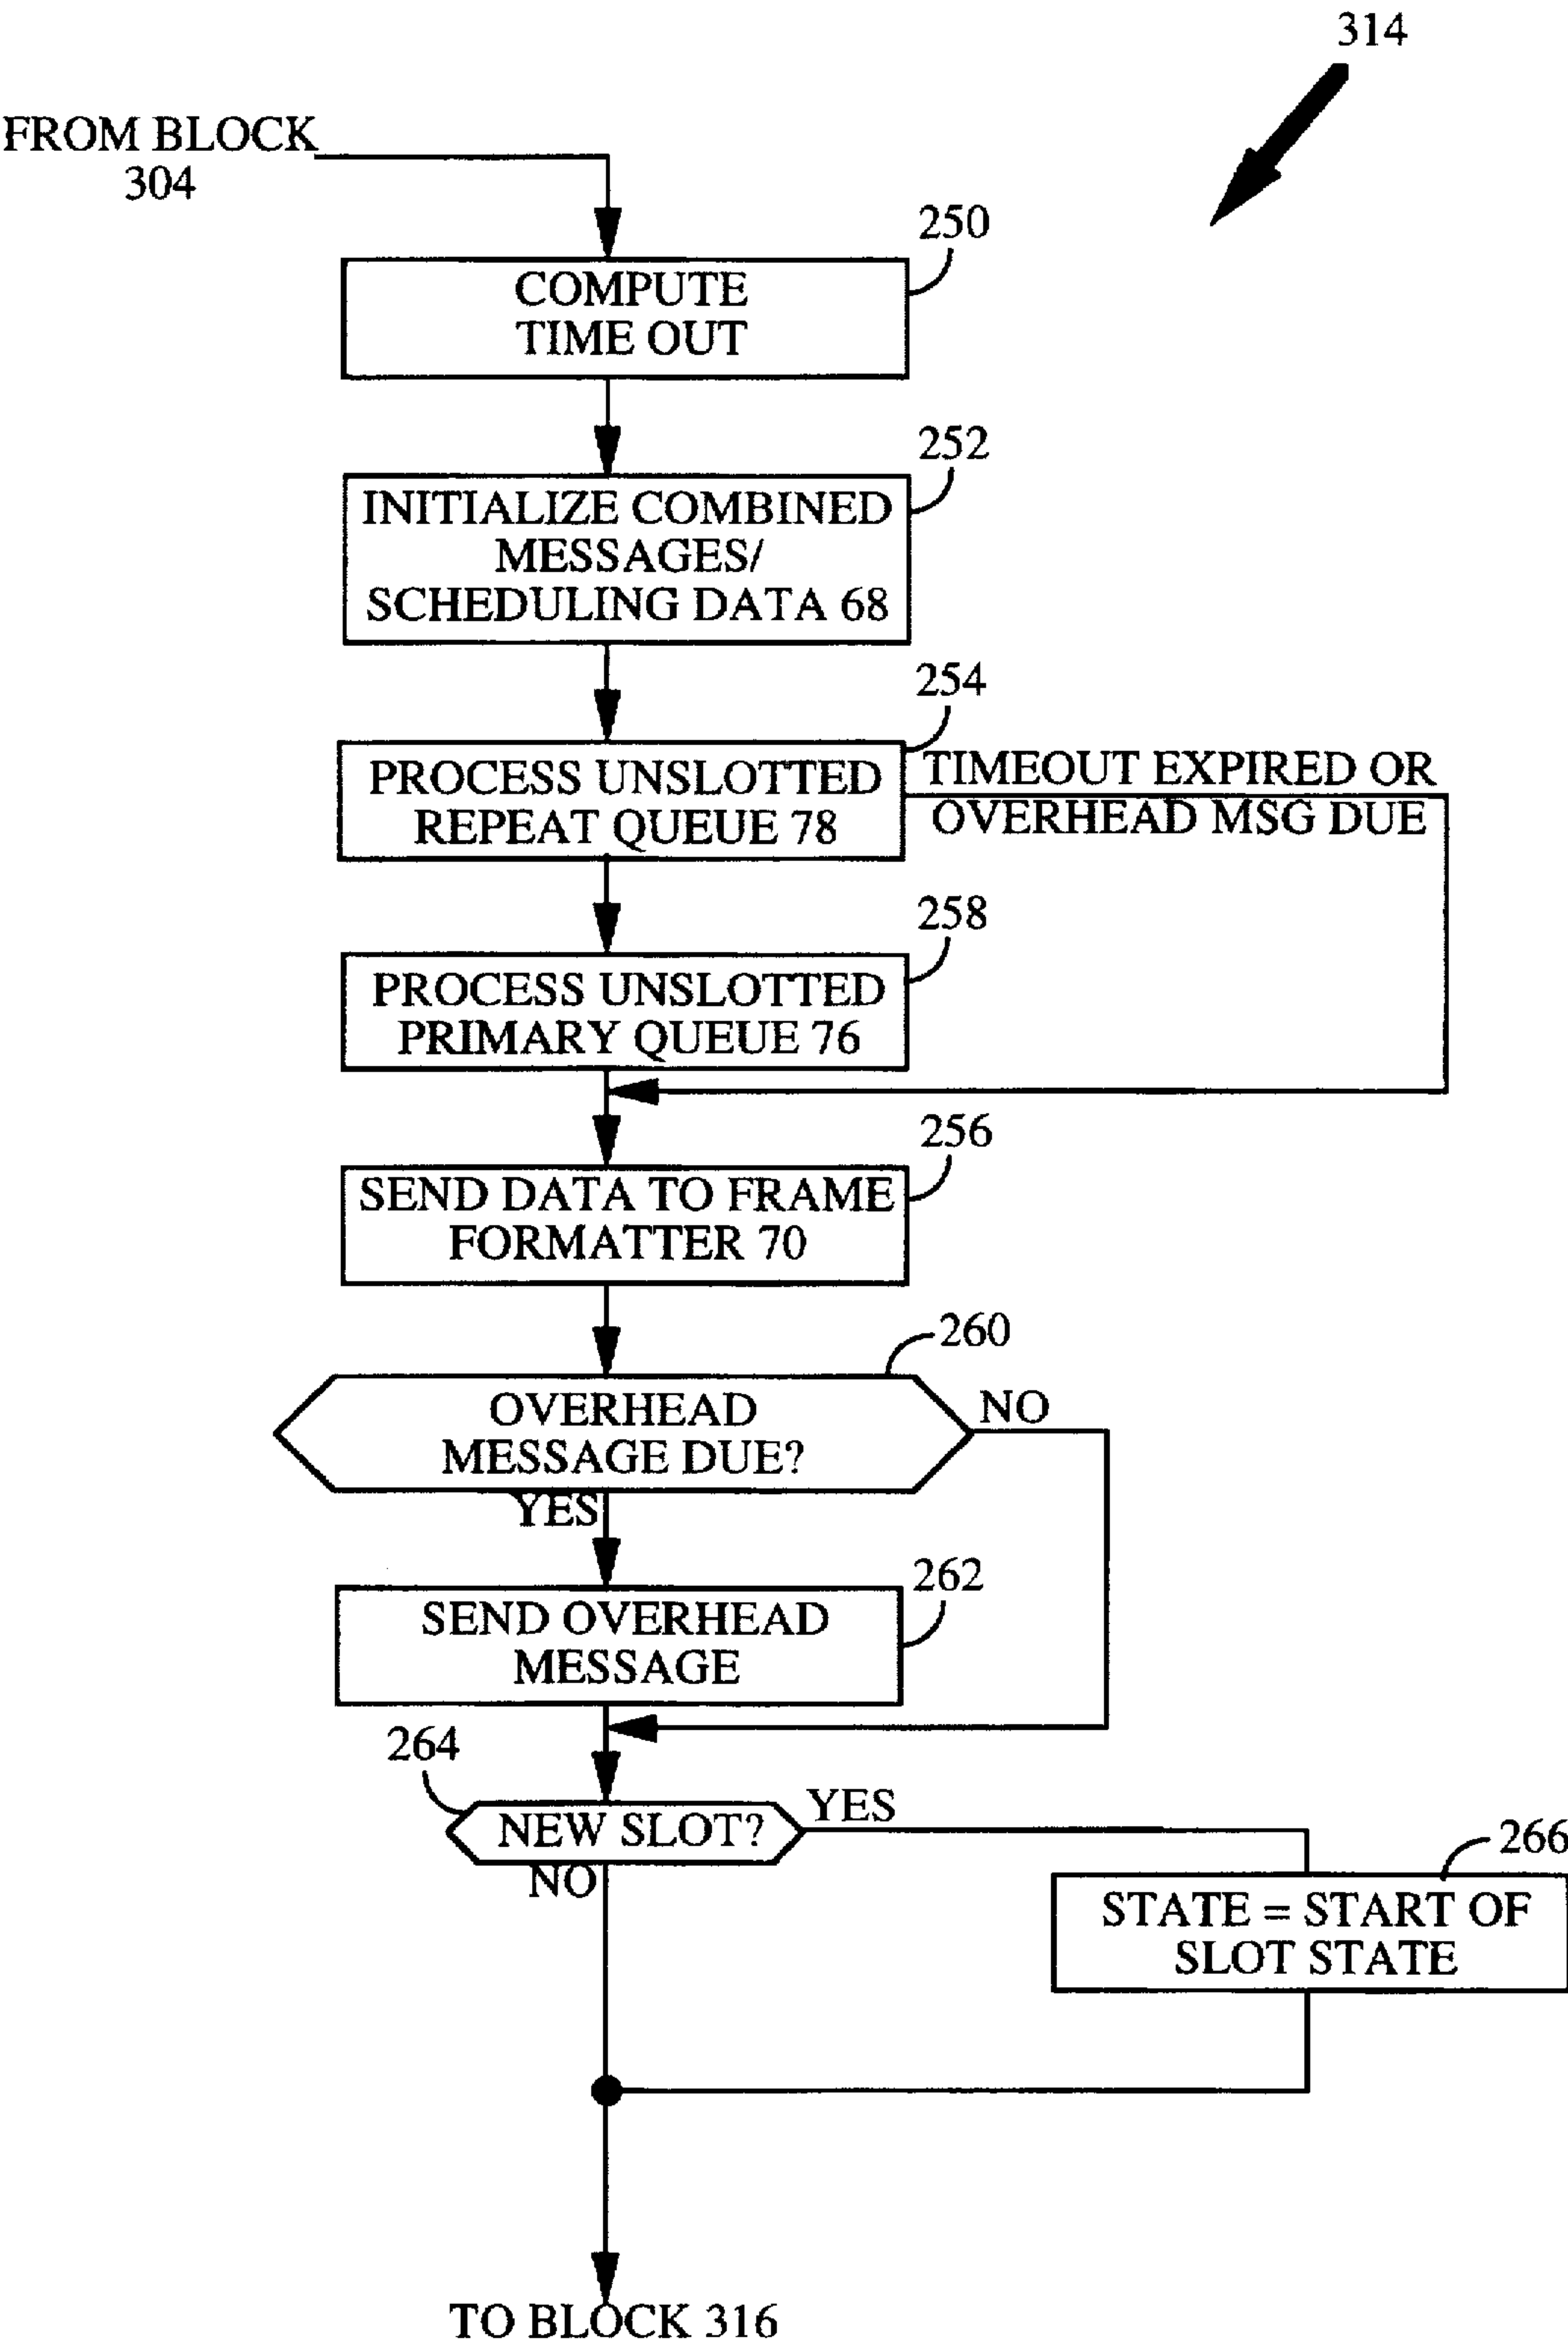 314
FROM BLOCK
304
250
COMPUTE
TIME OUT
252
INITIALIZE COMBINED
MESSAGES/
SCHEDULING DATA 68
254
PROCESS UNSLOTTED
REPEAT QUEUE 78
TIMEOUT EXPIRED OR
OVERHEAD MSG DUE
258
PROCESS UNSLOTTED
PRIMARY QUEUE 76
256
SEND DATA TO FRAME
FORMATTER 70
260
OVERHEAD
MESSAGE DUE?
NO
YES
262
SEND OVERHEAD
MESSAGE
264
NEW SLOT?
YES
NO
266
STATE = START OF
SLOT STATE
TO BLOCK 316